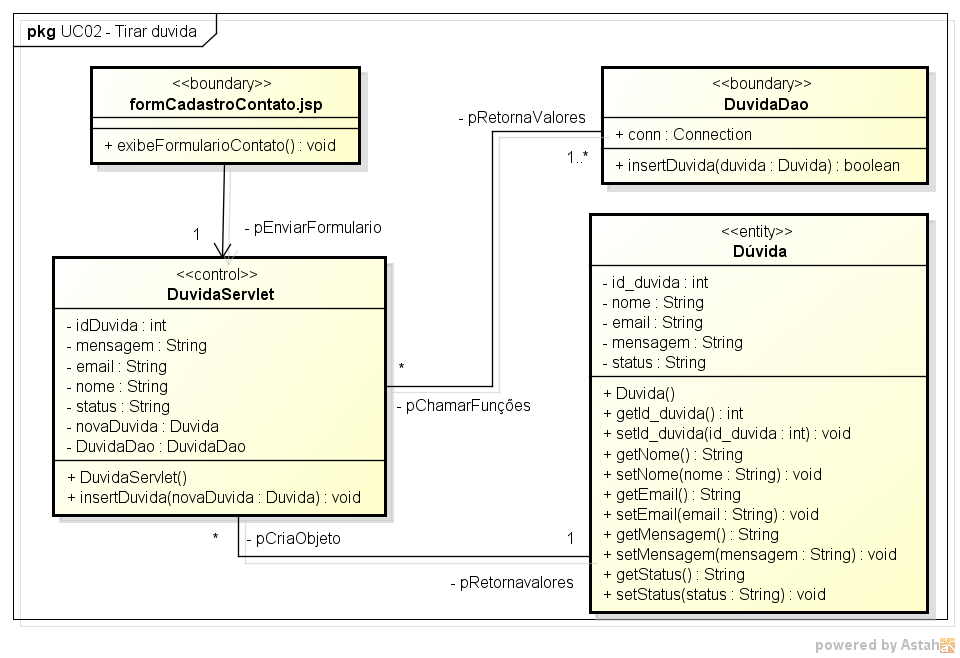 pkg UC02 - Tirar duvida
<<boundary>>
formCadastroContato.jsp
+ exibeFormularioContato() : void
<<boundary>>
DuvidaDao
+ conn : Connection
+ insertDuvida(duvida : Duvida) : boolean
- pRetornaValores
1..*
1
- pEnviarFormulario
<<control>>
DuvidaServlet
- idDuvida : int
- mensagem : String
- email : String
- nome : String
- status : String
- novaDuvida : Duvida
- DuvidaDao : DuvidaDao
+ DuvidaServlet()
+ insertDuvida(novaDuvida : Duvida) : void
*
- pChamarFunções
<<entity>>
Dúvida
- id_duvida : int
- nome : String
- email : String
- mensagem : String
- status : String
+ Duvida()
+ getId_duvida() : int
+ setId_duvida(id_duvida : int) : void
+ getNome() : String
+ setNome(nome : String) : void
+ getEmail() : String
+ setEmail(email : String) : void
+ getMensagem() : String
+ setMensagem(mensagem : String) : void
+ getStatus() : String
+ setStatus(status : String) : void
*
- pCriaObjeto
1
- pRetornavalores
powered by Astah